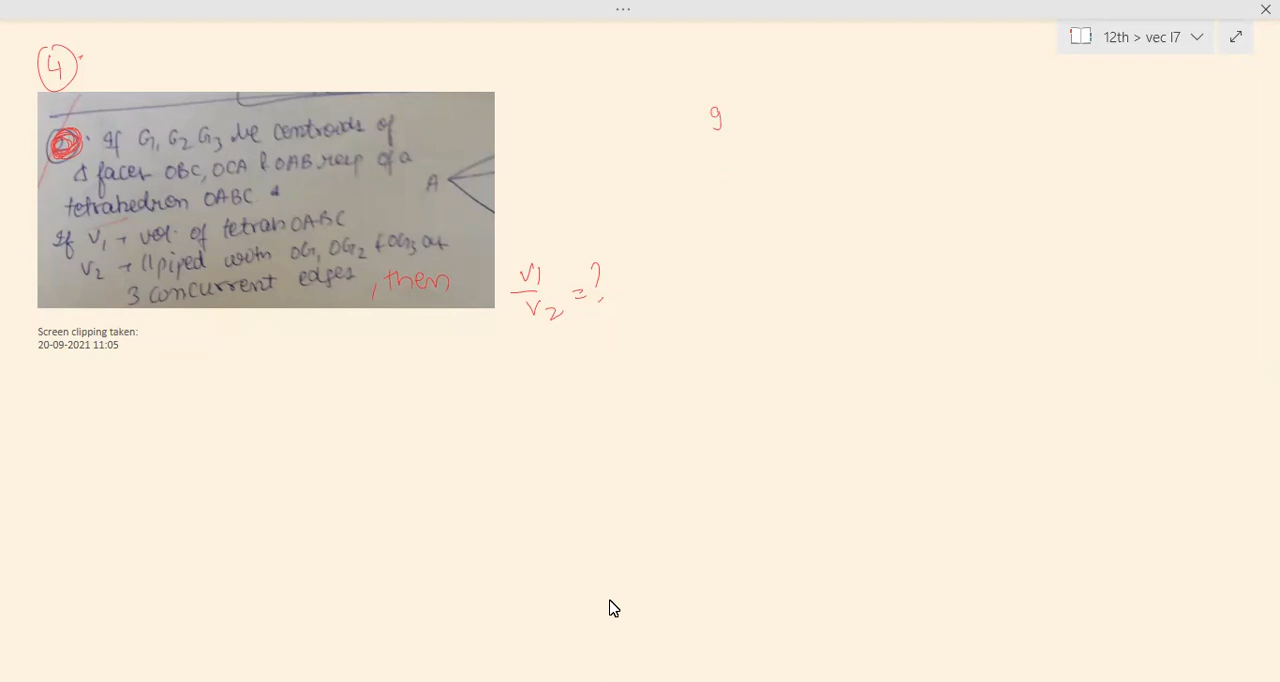 12th > vec l7
4
9
If G1, G2 G3 be centroids of
Δ faces OBC, OCA & OAB resp of a
tetrahedron OABC &
A
If V1 → vol. of tetrah OABC
V2 → llpiped with OG1, OG2 & OG3 as
3 concurrent edges , then V1/V2 = ?
Screen clipping taken:
20-09-2021 11:05